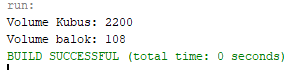 run:
Volume Kubus: 2200
Volume balok: 108
BUILD SUCCESSFUL (total time: 0 seconds)